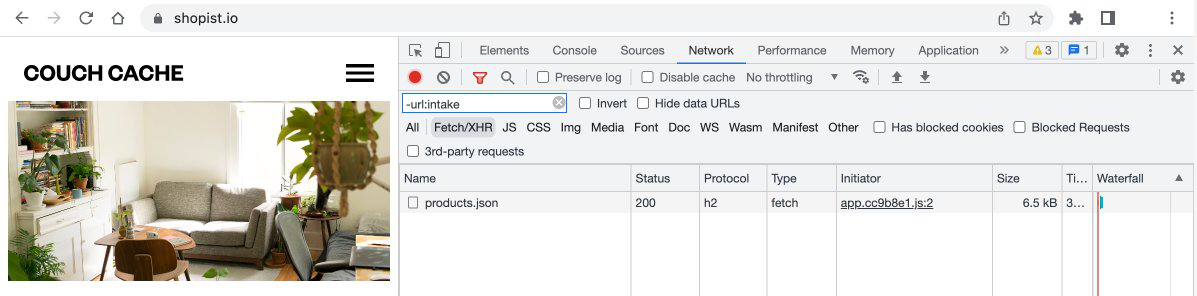 shopist.io
COUCH CACHE
Elements Console Sources Network Performance Memory Application » 3 1
Preserve log Disable cache No throttling
-url:intake Invert Hide data URLs
All Fetch/XHR JS CSS Img Media Font Doc WS Wasm Manifest Other Has blocked cookies Blocked Requests
3rd-party requests
Name Status Protocol Type Initiator Size Ti... Waterfall
products.json 200 h2 fetch app.cc9b8e1.js:2 6.5 kB 3...